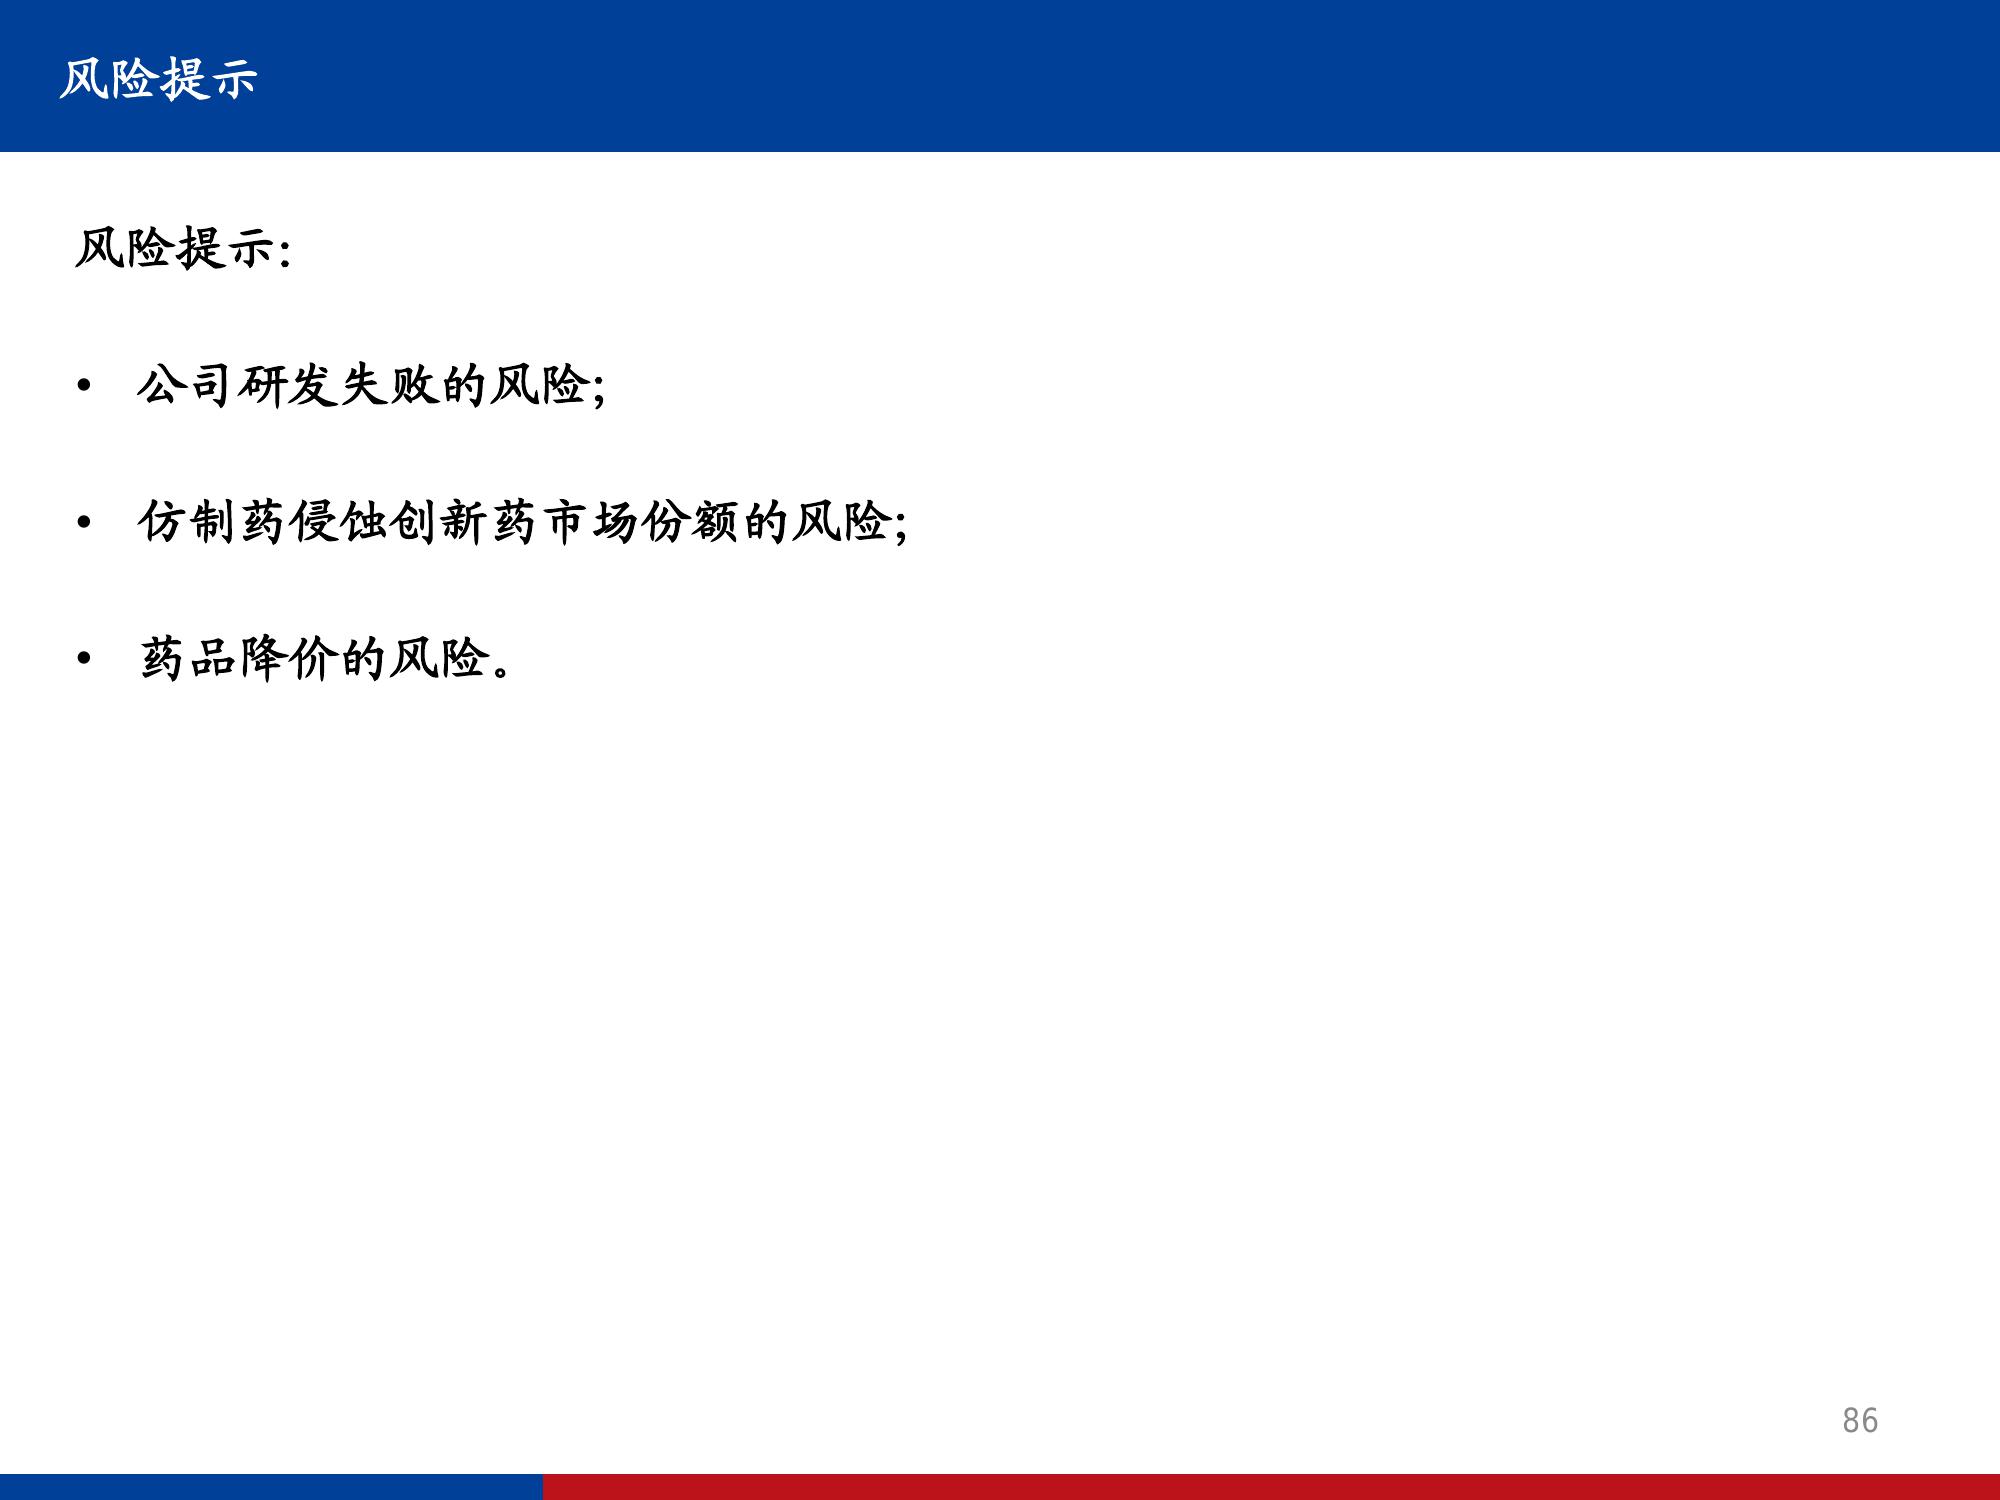 风险提示
风险提示：
• 公司研发失败的风险；
• 仿制药侵蚀创新药市场份额的风险；
• 药品降价的风险。
86